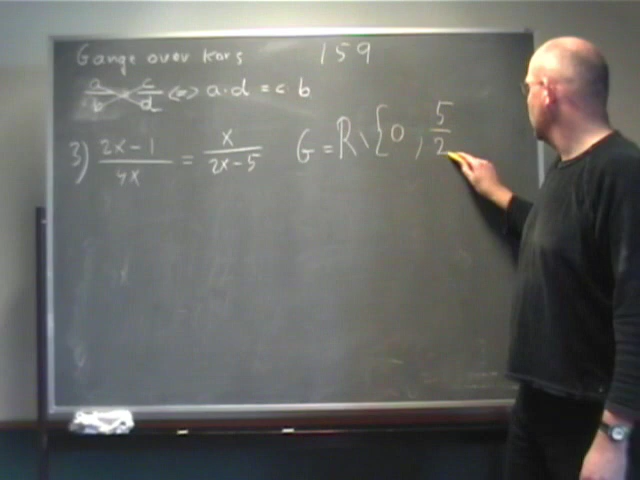 Gange over kors 159
a/b = c/d <=> a·d = c b
3) (2x-1)/4x = x/(2x-5) G = R \ {0, 5/2